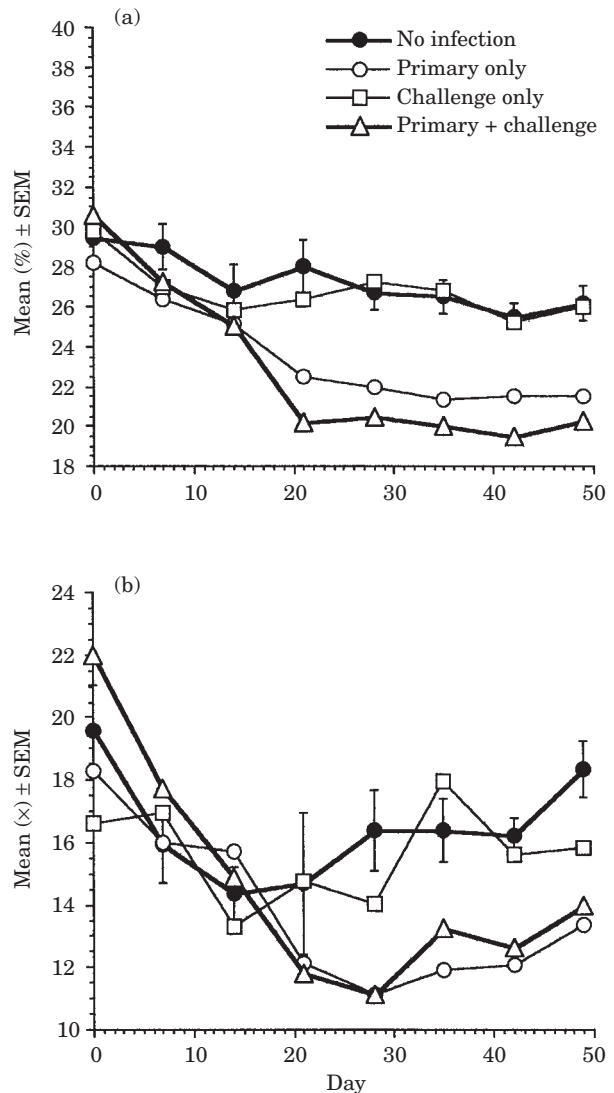 (a)
40
38
36
34
32
30
28
26
24
22
20
18
Mean (%) ± SEM
No infection
Primary only
Challenge only
Primary + challenge
0 10 20 30 40 50
(b)
24
22
20
18
16
14
12
10
Mean (×) ± SEM
0 10 20 30 40 50
Day